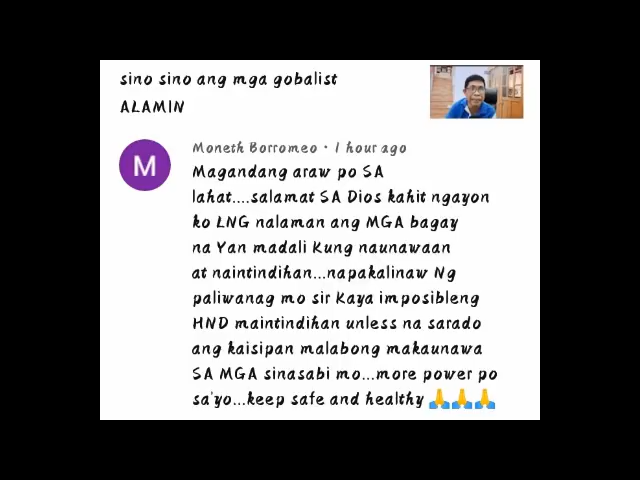 sino sino ang mga gobalist
ALAMIN
M
Moneth Borromeo • 1 hour ago
Magandang araw po SA
lahat....salamat SA Dios kahit ngayon
ko LNG nalaman ang MGA bagay
na Yan madali Kung naunawaan
at naintindihan...napakalinaw Ng
paliwanag mo sir Kaya imposibleng
HND maintindihan unless na sarado
ang kaisipan malabong makaunawa
SA MGA sinasabi mo...more power po
sa'yo...keep safe and healthy 🙏🙏🙏